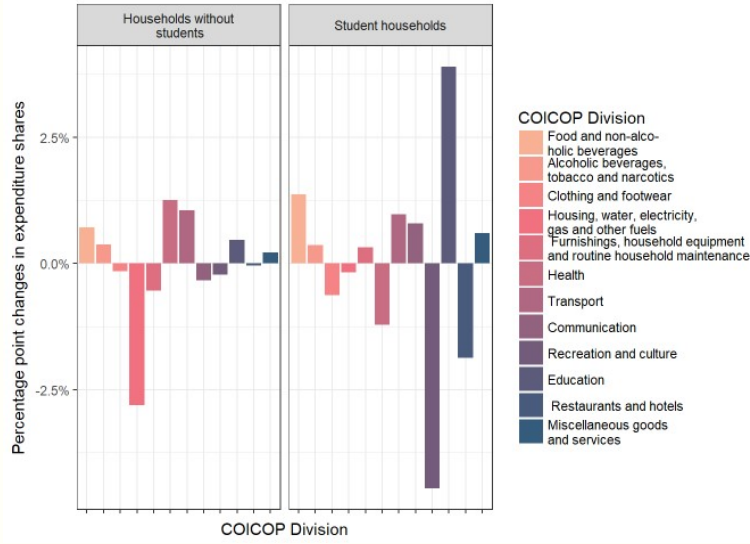 Households without
students
Student households
Percentage point changes in expenditure shares
2.5%
0.0%
-2.5%
COICOP Division
COICOP Division
Food and non-alco-
holic beverages
Alcoholic beverages,
tobacco and narcotics
Clothing and footwear
Housing, water, electricity,
gas and other fuels
Furnishings, household equipment
and routine household maintenance
Health
Transport
Communication
Recreation and culture
Education
Restaurants and hotels
Miscellaneous goods
and services